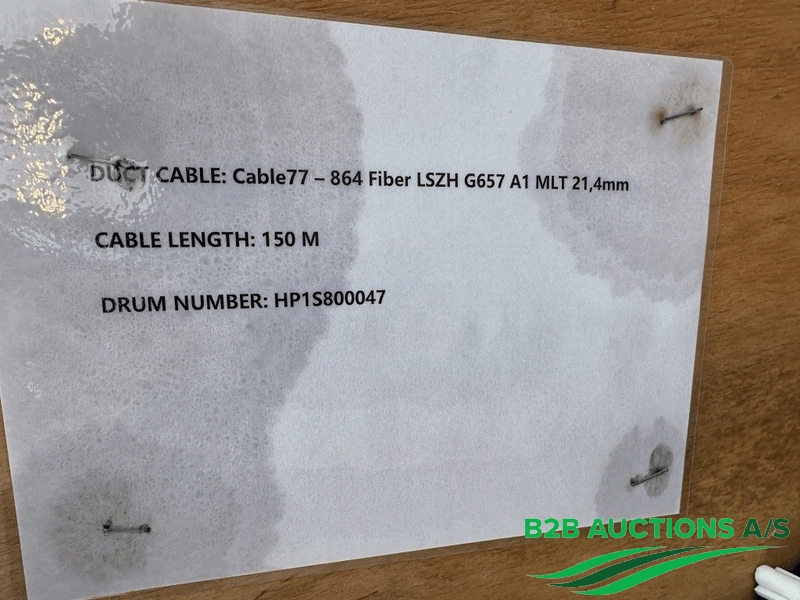 DUCT CABLE: Cable77 – 864 Fiber LSZH G657 A1 MLT 21,4mm
CABLE LENGTH: 150 M
DRUM NUMBER: HP1S800047
B2B AUCTIONS A/S